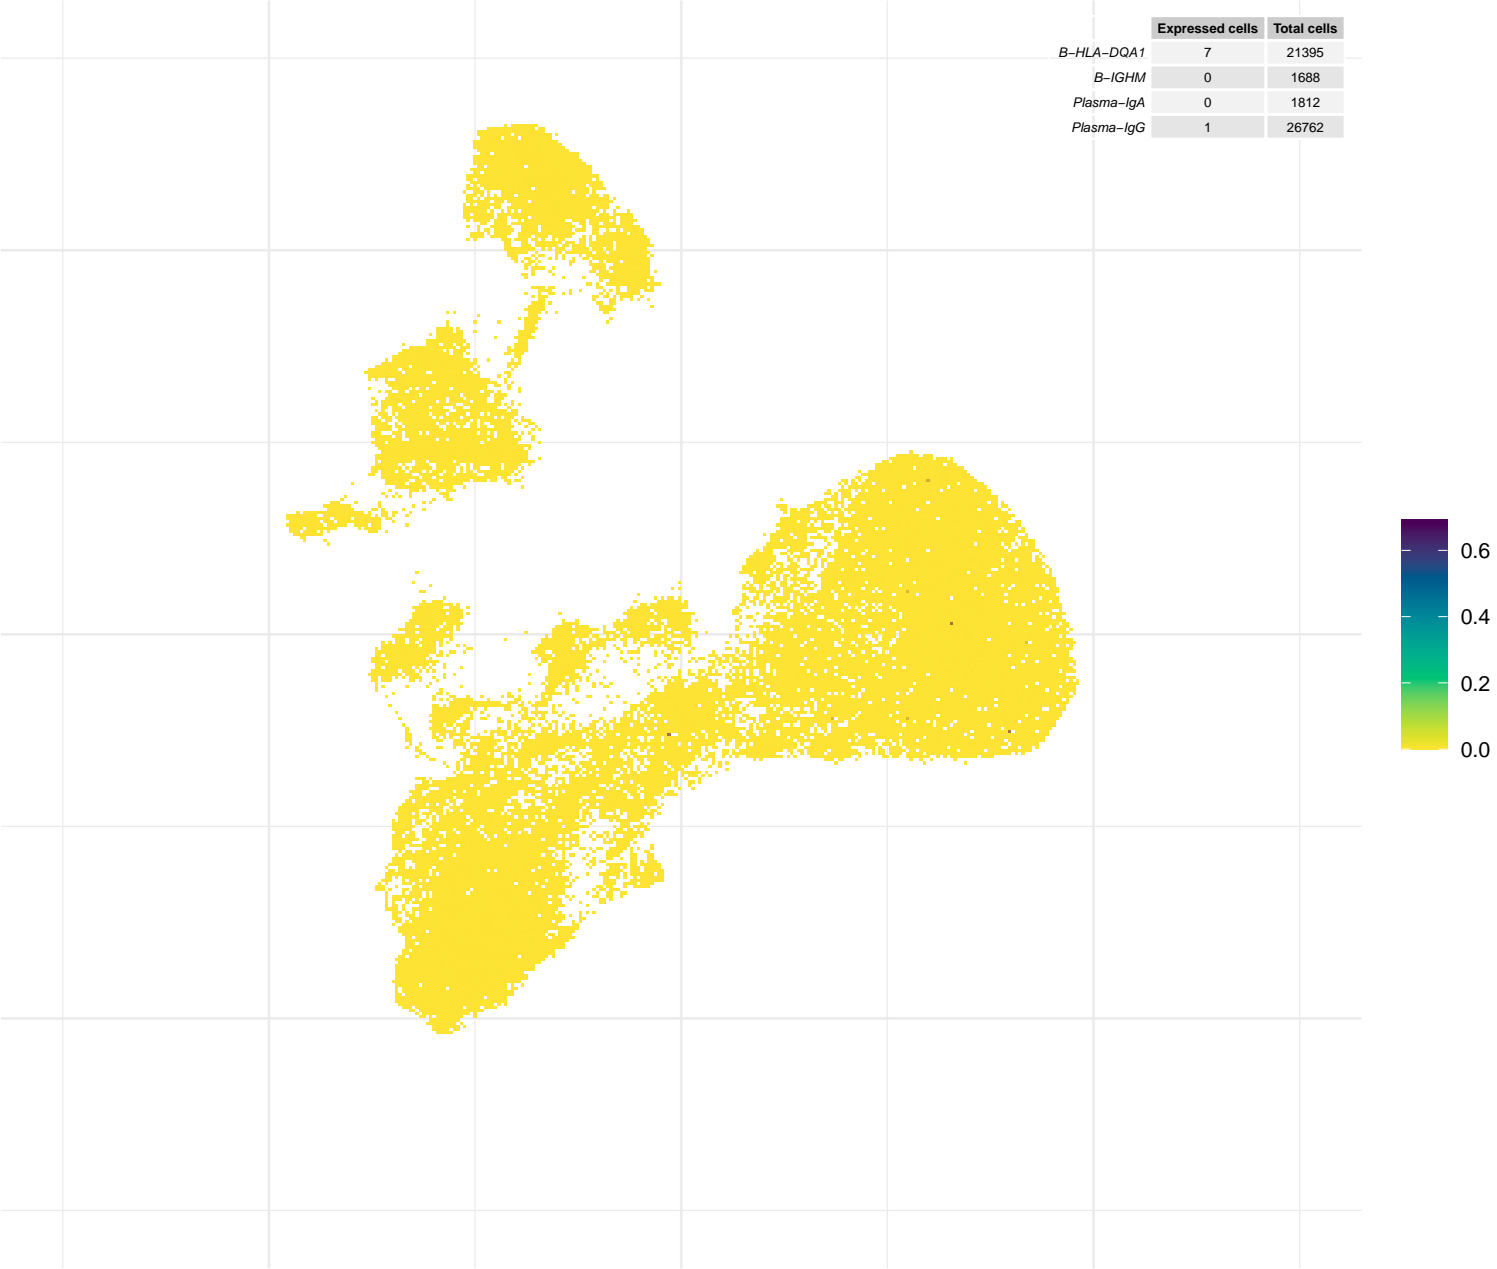 Expressed cells Total cells
B−HLA−DQA1 7 21395
B−IGHM 0 1688
Plasma−IgA 0 1812
Plasma−IgG 1 26762
0.6
0.4
0.2
0.0